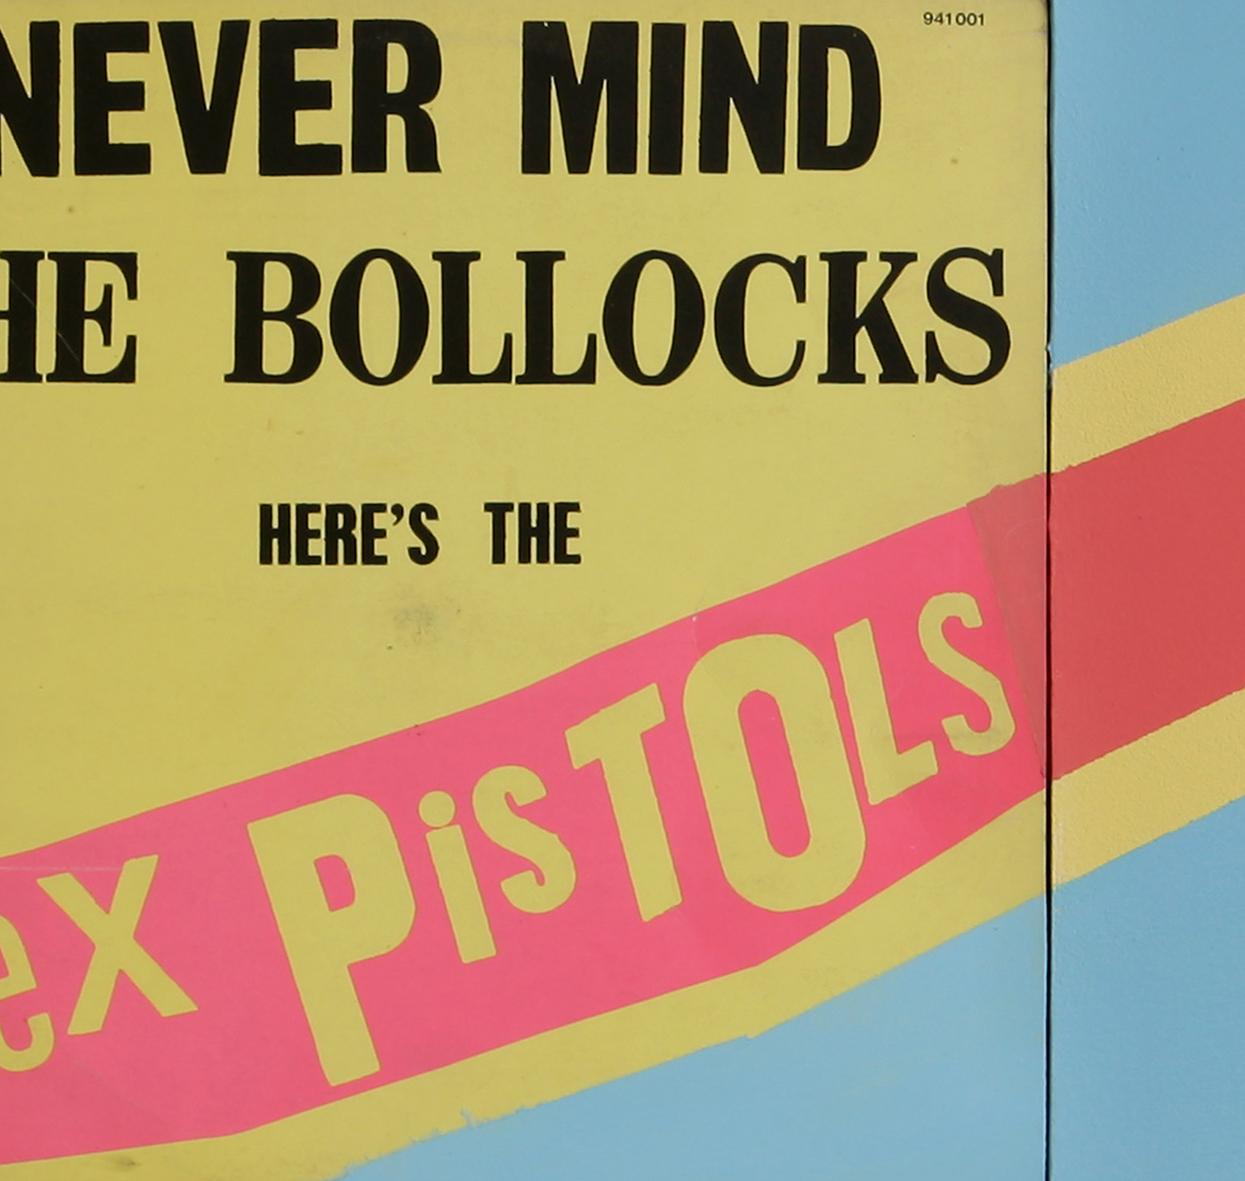 941001
NEVER MIND
HE BOLLOCKS
HERE'S THE
eX PiSTOLS